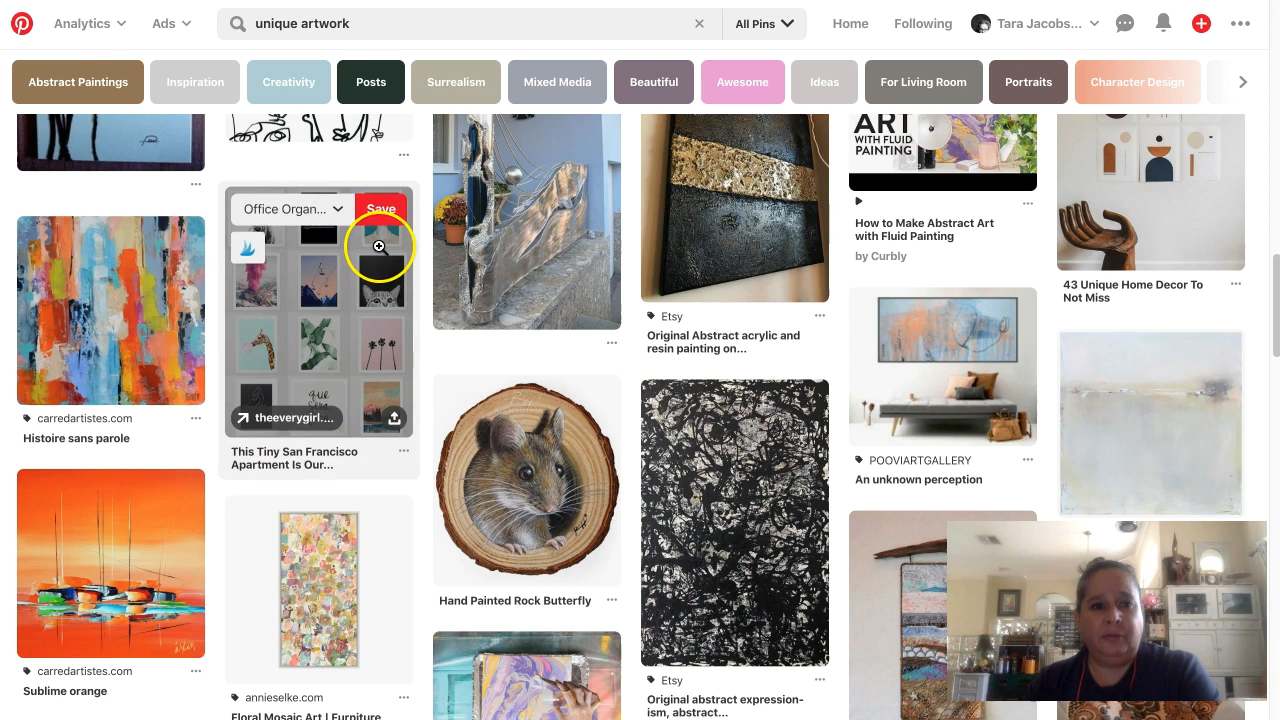 Analytics
Ads
unique artwork
All Pins
Home
Following
Tara Jacobs...
Abstract Paintings
Inspiration
Creativity
Posts
Surrealism
Mixed Media
Beautiful
Awesome
Ideas
For Living Room
Portraits
Character Design
carredartistes.com
Histoire sans parole
carredartistes.com
Sublime orange
Office Organ...
Save
theeverygirl....
This Tiny San Francisco
Apartment Is Our...
annieselke.com
Floral Mosaic Art | Furniture
Hand Painted Rock Butterfly
Etsy
Original Abstract acrylic and
resin painting on...
Etsy
Original abstract expression-
ism, abstract...
ART
WITH FLUID
PAINTING
How to Make Abstract Art
with Fluid Painting
by Curbly
POOVIARTGALLERY
An unknown perception
43 Unique Home Decor To
Not Miss